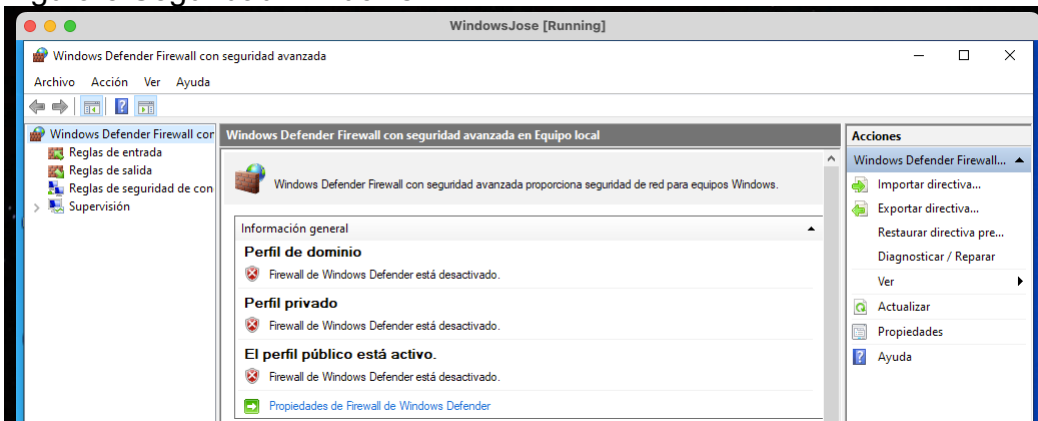 WindowsJose [Running]
Windows Defender Firewall con seguridad avanzada
Archivo Acción Ver Ayuda
Windows Defender Firewall con
Reglas de entrada
Reglas de salida
Reglas de seguridad de con
Supervisión
Windows Defender Firewall con seguridad avanzada en Equipo local
Windows Defender Firewall con seguridad avanzada proporciona seguridad de red para equipos Windows.
Información general
Perfil de dominio
Firewall de Windows Defender está desactivado.
Perfil privado
Firewall de Windows Defender está desactivado.
El perfil público está activo.
Firewall de Windows Defender está desactivado.
Propiedades de Firewall de Windows Defender
Acciones
Windows Defender Firewall...
Importar directiva...
Exportar directiva...
Restaurar directiva pre...
Diagnosticar / Reparar
Ver
Actualizar
Propiedades
Ayuda